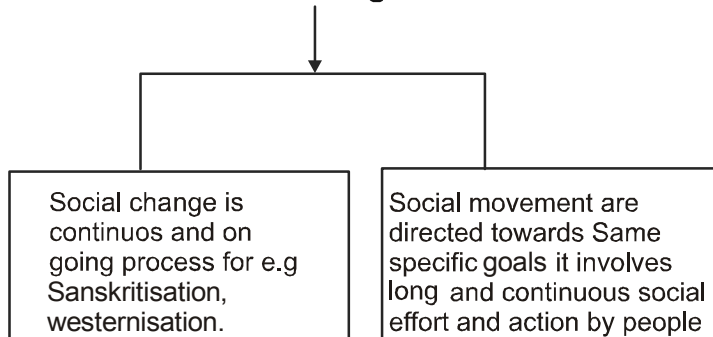 Social change is
continuos and on
going process for e.g
Sanskritisation,
westernisation.
Social movement are
directed towards Same
specific goals it involves
long and continuous social
effort and action by people